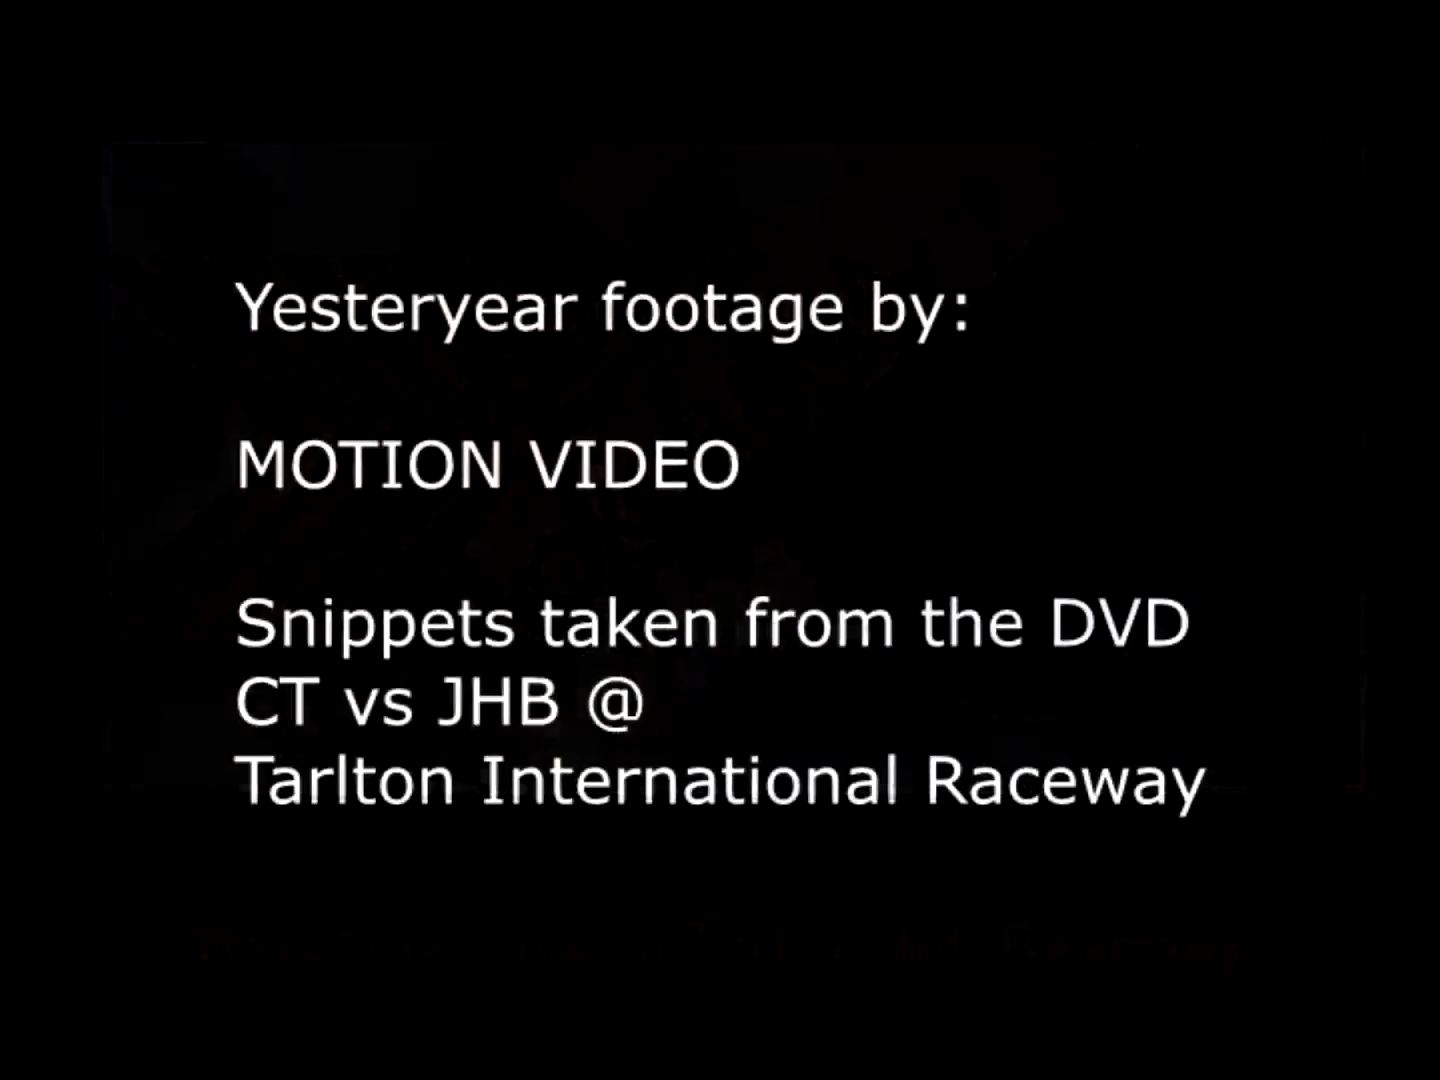 Yesteryear footage by:
MOTION VIDEO
Snippets taken from the DVD
CT vs JHB @
Tarlton International Raceway